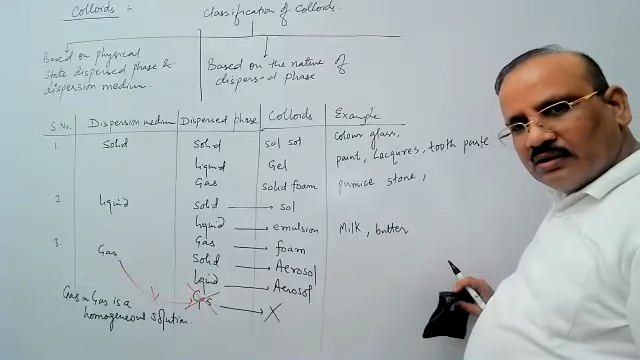 Colloids :-
Classification of Colloids.
Based on physical
State dispersed phase &
dispersion medium.
Based on the nature of
dispersed phase
S.No. Dispersion medium Dispersed phase Colloids Example
1. Solid Solid sol sol. Colour glass,
liquid Gel paint, Lacqures, tooth paste
Gas Solid foam pumice stone,
2 liquid Solid sol
liquid emulsion Milk, butter
3. Gas Gas foam
Solid Aerosol
liquid Aerosol
Gas X
Gas in Gas is a
homogeneous solution